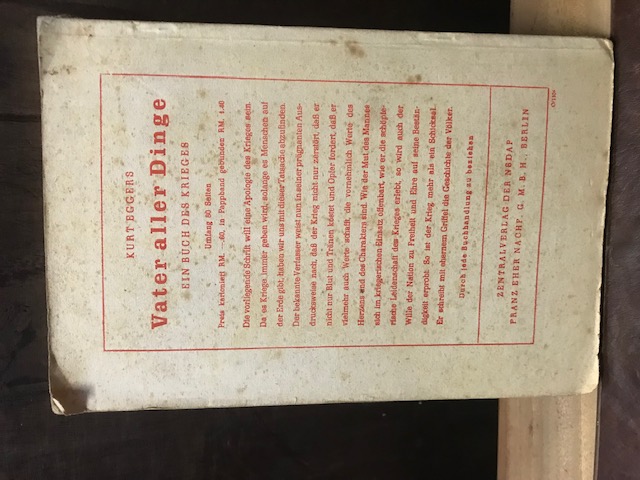 KURT EGGERS
Vater aller Dinge
EIN BUCH DES KRIEGES
Umfang 80 Seiten
Preis kartoniert RM. —.60, in Pappband gebunden RM. 1.40
Die vorliegende Schrift will eine Apologie des Krieges sein.
Da es Kriege immer geben wird, solange es Menschen auf
der Erde gibt, haben wir uns mit dieser Tatsache abzufinden.
Der bekannte Verfasser weist nun in seiner prägnanten Aus-
drucksweise nach, daß der Krieg nicht nur zerstört, daß er
nicht nur Blut und Tränen kostet und Opfer fordert, daß er
vielmehr auch Werte schafft, die vornehmlich Werte des
Herzens und des Charakters sind. Wie der Mut des Mannes
sich im kriegerischen Einsatz offenbart, wie er die schöpfe-
rische Leidenschaft des Krieges erlebt, so wird auch der
Wille der Nation zu Freiheit und Ehre auf seine Bestän-
digkeit erprobt. So ist der Krieg mehr als ein Schicksal.
Er schreibt mit ehernem Griffel die Geschichte der Völker.
Durch jede Buchhandlung zu beziehen
ZENTRALVERLAG DER NSDAP
FRANZ EHER NACHF. G. M. B. H., BERLIN